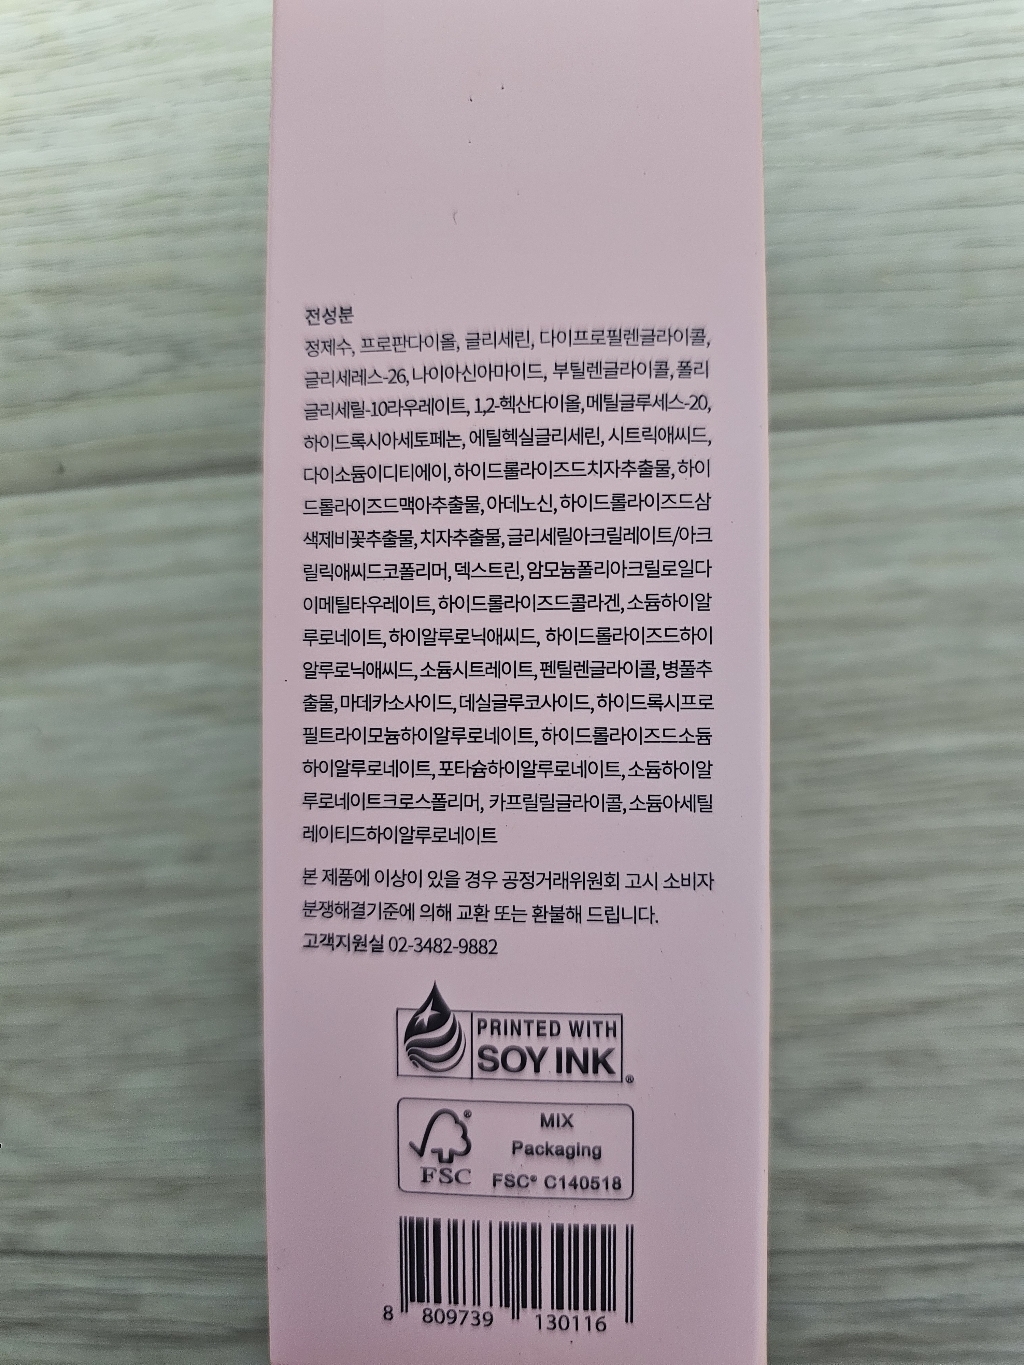 전성분
정제수, 프로판다이올, 글리세린, 다이프로필렌글라이콜,
글리세레스-26, 나이아신아마이드, 부틸렌글라이콜, 폴리
글리세릴-10라우레이트, 1,2-헥산다이올, 메틸글루세스-20,
하이드록시아세토페논, 에틸헥실글리세린, 시트릭애씨드,
다이소듐이디티에이, 하이드롤라이즈드치자추출물, 하이
드롤라이즈드맥아추출물, 아데노신, 하이드롤라이즈드삼
색제비꽃추출물, 치자추출물, 글리세릴아크릴레이트/아크
릴릭애씨드코폴리머, 덱스트린, 암모늄폴리아크릴로일다
이메틸타우레이트, 하이드롤라이즈드콜라겐, 소듐하이알
루로네이트, 하이알루로닉애씨드, 하이드롤라이즈드하이
알루로닉애씨드, 소듐시트레이트, 펜틸렌글라이콜, 병풀추
출물, 마데카소사이드, 데실글루코사이드, 하이드록시프로
필트라이모늄하이알루로네이트, 하이드롤라이즈드소듐
하이알루로네이트, 포타슘하이알루로네이트, 소듐하이알
루로네이트크로스폴리머, 카프릴릴글라이콜, 소듐아세틸
레이티드하이알루로네이트
본 제품에 이상이 있을 경우 공정거래위원회 고시 소비자
분쟁해결기준에 의해 교환 또는 환불해 드립니다.
고객지원실 02-3482-9882
PRINTED WITH
SOY INK®
®
FSC
MIX
Packaging
FSC® C140518
8 809739 130116